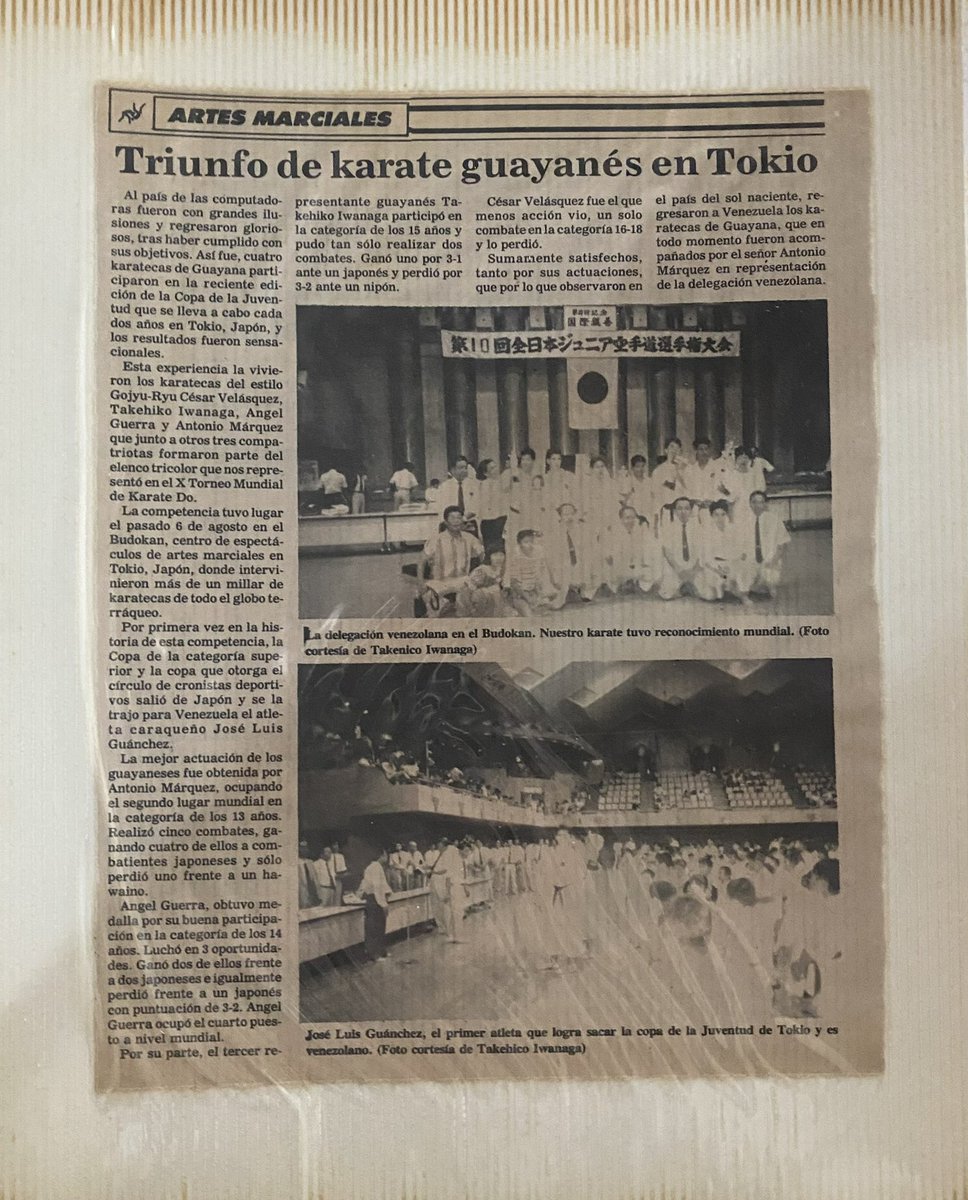 ARTES MARCIALES
Triunfo de karate guayanés en Tokio
Al país de las computado-
ras fueron con grandes ilu-
siones y regresaron glorio-
sos, tras haber cumplido con
sus objetivos. Así fue, cuatro
karatecas de Guayana parti-
ciparon en la reciente edi-
ción de la Copa de la Juven-
tud que se lleva a cabo cada
dos años en Tokio, Japón, y
los resultados fueron sensa-
cionales.
Esta experiencia la vivie-
ron los karatecas del estilo
Gojyu-Ryu César Velásquez,
Takehiko Iwanaga, Angel
Guerra y Antonio Márquez
que junto a otros tres compa-
triotas formaron parte del
elenco tricolor que nos repre-
sentó en el X Torneo Mundial
de Karate Do.
La competencia tuvo lugar
el pasado 6 de agosto en el
Budokan, centro de espectá-
culos de artes marciales en
Tokio, Japón, donde intervi-
nieron más de un millar de
karatecas de todo el globo te-
rráqueo.
Por primera vez en la his-
toria de esta competencia, la
Copa de la categoría supe-
rior y la copa que otorga el
círculo de cronistas deporti-
vos salió de Japón y se la
trajo para Venezuela el atle-
ta caraqueño José Luis
Guánchez.
La mejor actuación de los
guayaneses fue obtenida por
Antonio Márquez, ocupando
el segundo lugar mundial en
la categoría de los 13 años.
Realizó cinco combates, ga-
nando cuatro de ellos a com-
batientes japoneses y sólo
perdió uno frente a un ha-
waino.
Angel Guerra, obtuvo me-
dalla por su buena participa-
ción en la categoría de los 14
años. Luchó en 3 oportunida-
des. Ganó dos de ellos frente
a dos japoneses e igualmente
perdió frente a un japonés
con puntuación de 3-2. Angel
Guerra ocupó el cuarto pues-
to a nivel mundial.
Por su parte, el tercer re-
presentante guayanés Ta-
kehiko Iwanaga participó en
la categoría de los 15 años y
pudo tan sólo realizar dos
combates. Ganó uno por 3-1
ante un japonés y perdió por
3-2 ante un nipón.
César Velásquez fue el que
menos acción vio, un solo
combate en la categoría 16-18
y lo perdió.
Sumamente satisfechos,
tanto por sus actuaciones,
que por lo que observaron en
el país del sol naciente, re-
gresaron a Venezuela los ka-
ratecas de Guayana, que en
todo momento fueron acom-
pañados por el señor Antonio
Márquez en representación
de la delegación venezolana.
国際親善
第10回全日本ジュニア空手道選手権大会
La delegación venezolana en el Budokan. Nuestro karate tuvo reconocimiento mundial. (Foto
cortesía de Takenico Iwanaga)
José Luis Guánchez, el primer atleta que logra sacar la copa de la Juventud de Tokio y es
venezolano. (Foto cortesía de Takehico Iwanaga)